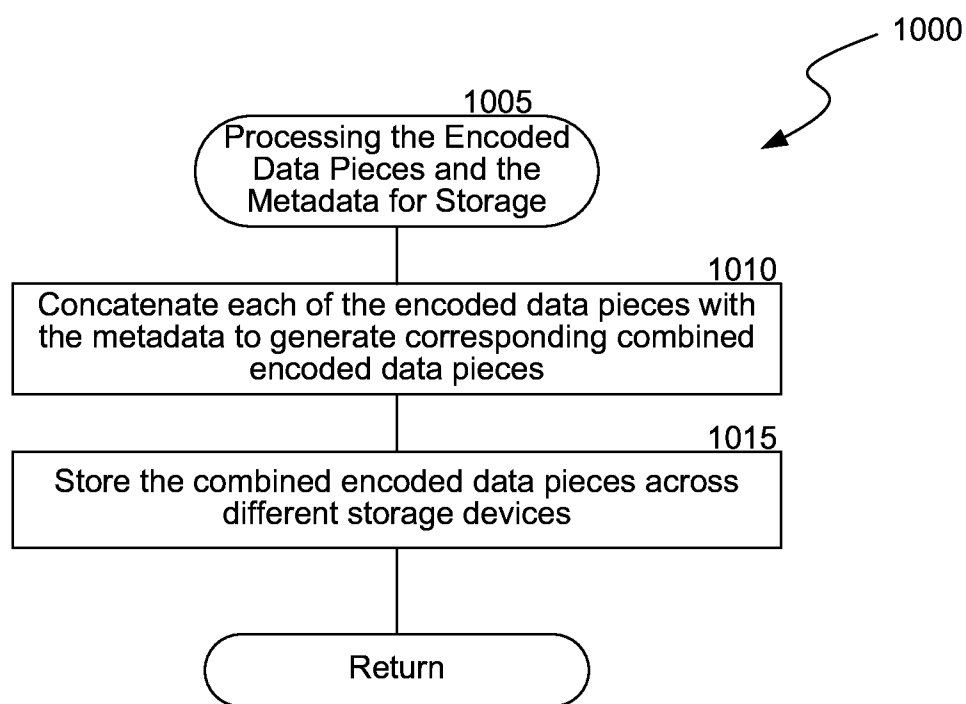 1000
1005
Processing the Encoded
Data Pieces and the
Metadata for Storage
1010
Concatenate each of the encoded data pieces with
the metadata to generate corresponding combined
encoded data pieces
1015
Store the combined encoded data pieces across
different storage devices
Return